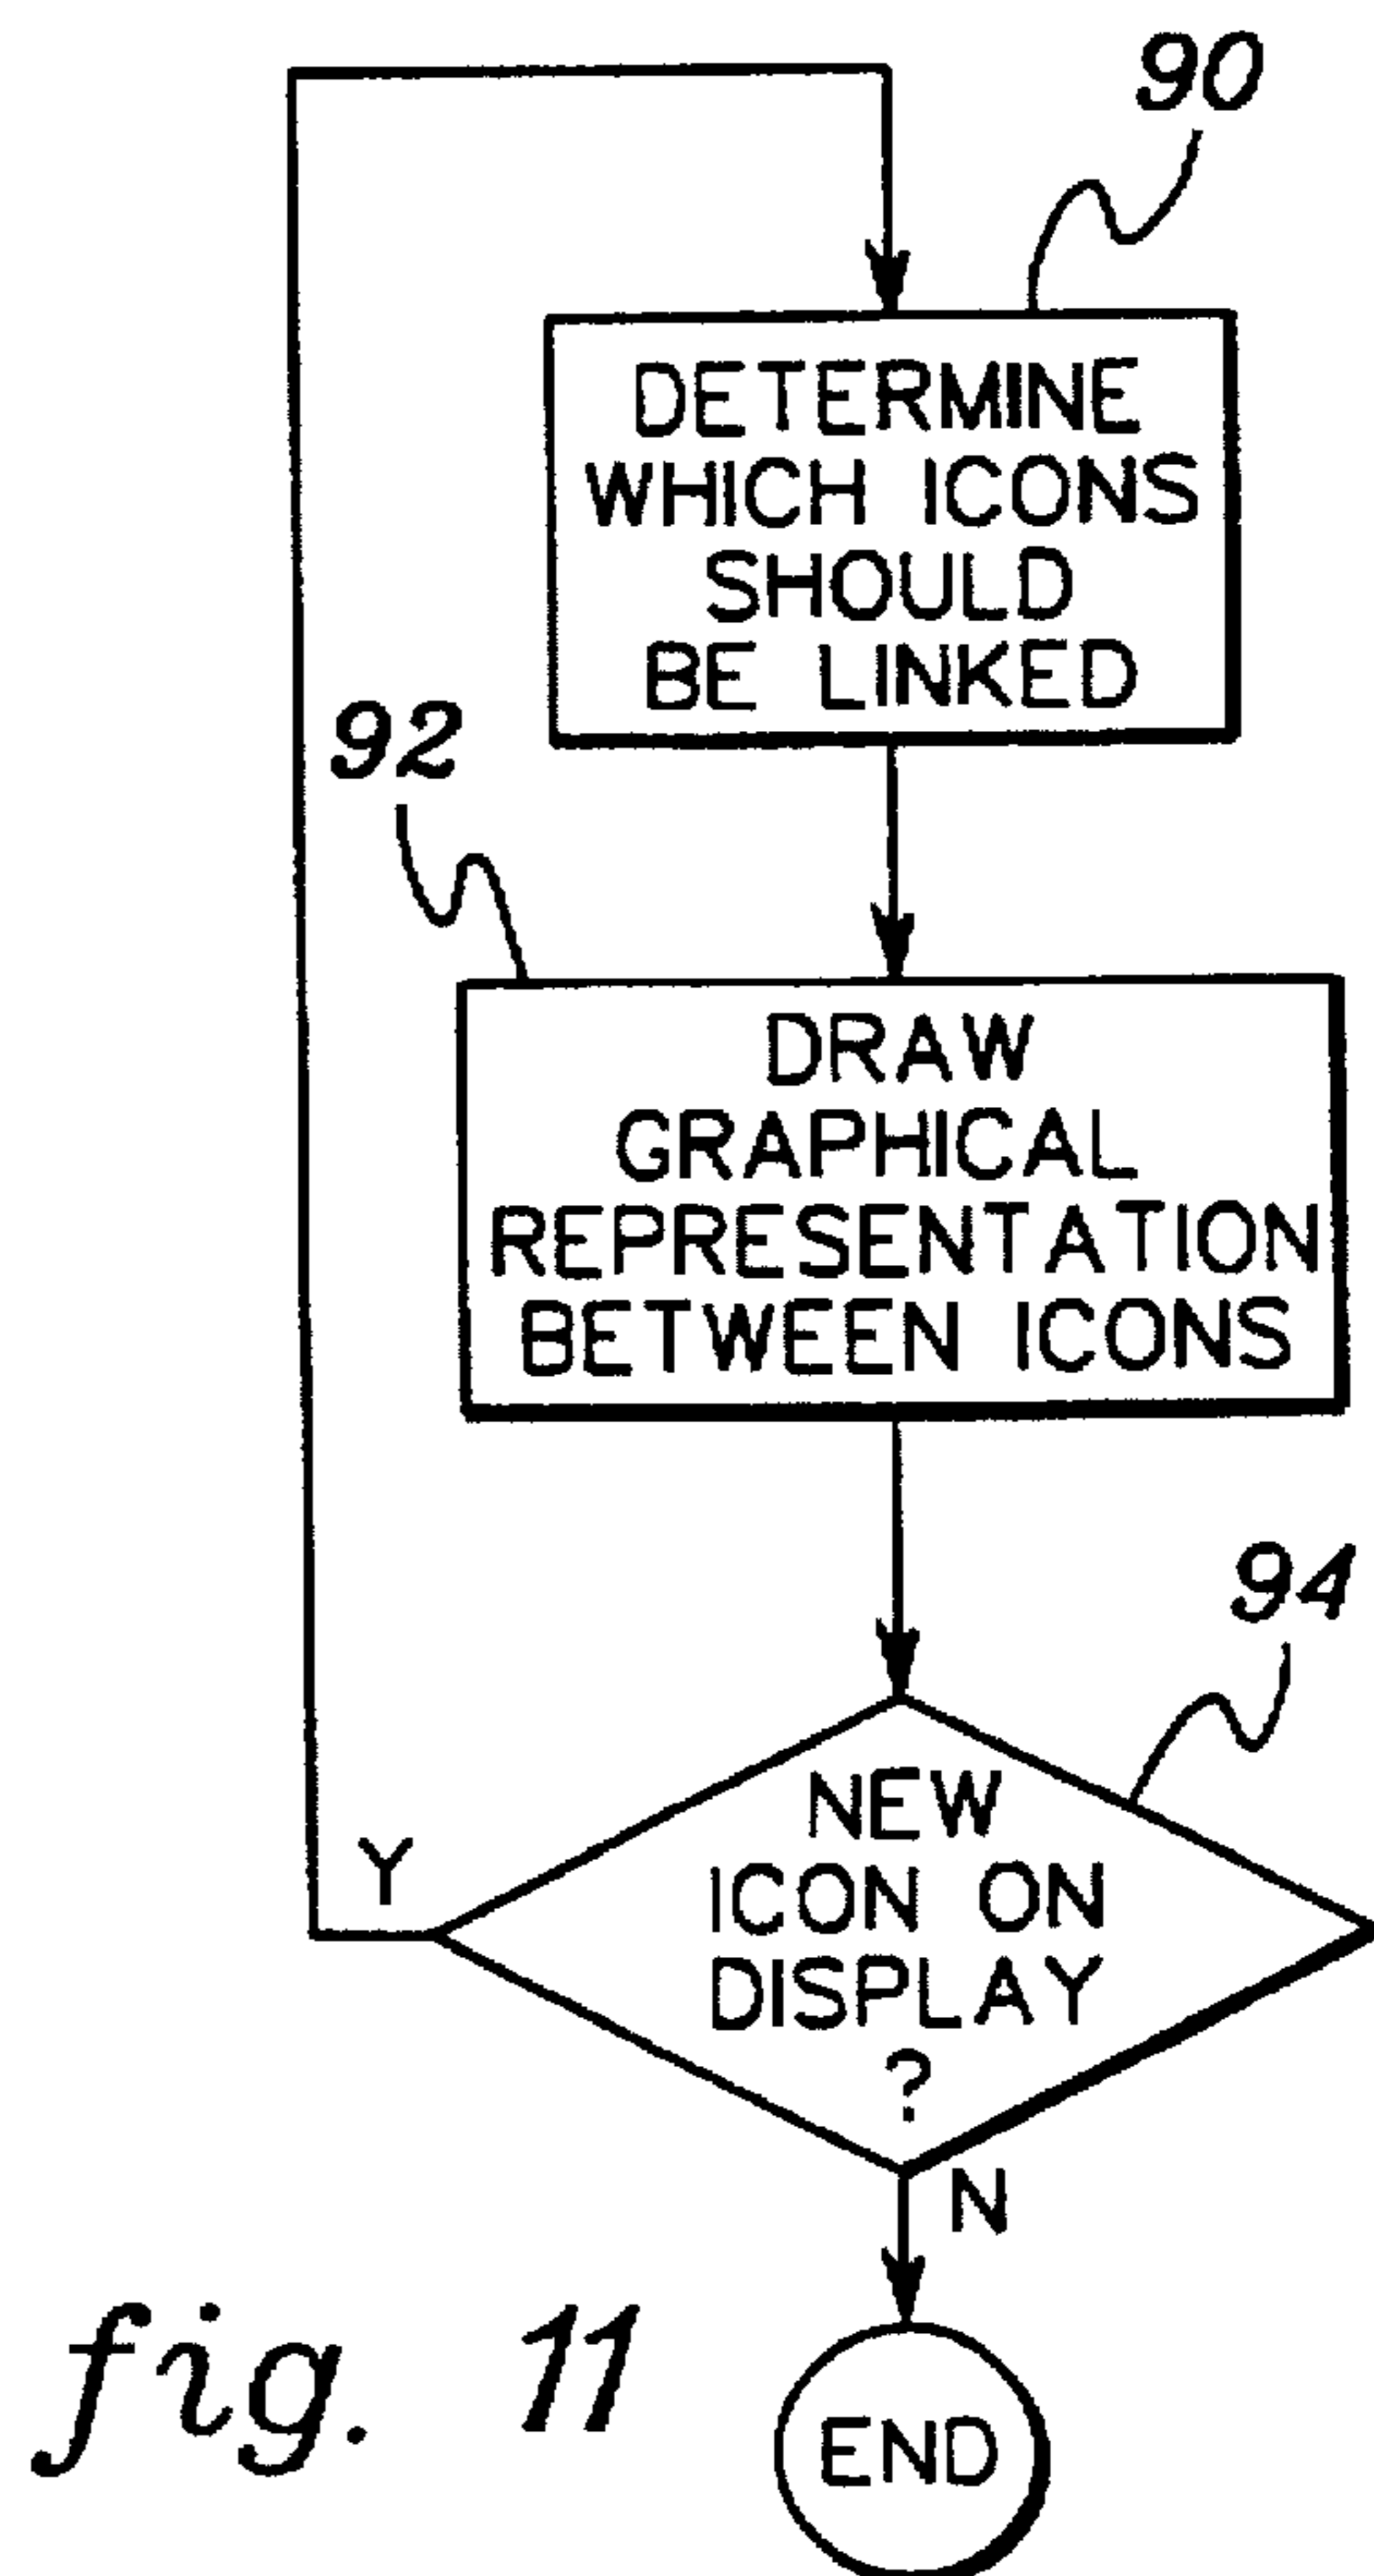 90
DETERMINE
WHICH ICONS
SHOULD
BE LINKED
92
DRAW
GRAPHICAL
REPRESENTATION
BETWEEN ICONS
94
NEW
ICON ON
DISPLAY
?
Y
N
END
fig. 11